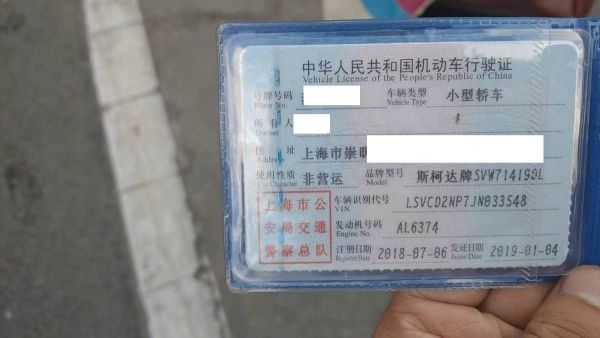 中华人民共和国机动车行驶证
Vehicle License of the People's Republic of China
号牌号码
Plate No.
车辆类型 小型轿车
Vehicle Type
所有人
Owner
住址 上海市崇明
Address
使用性质 非营运
Use Character
品牌型号 斯柯达牌SVW14199L
Model
上海市公
安局交通
警察总队
车辆识别代号 LSVCD2NP7JN033548
VIN
发动机号码 AL6374
Engine No.
注册日期 2018-07-06 发证日期 2019-01-04
Register Date Issue Date